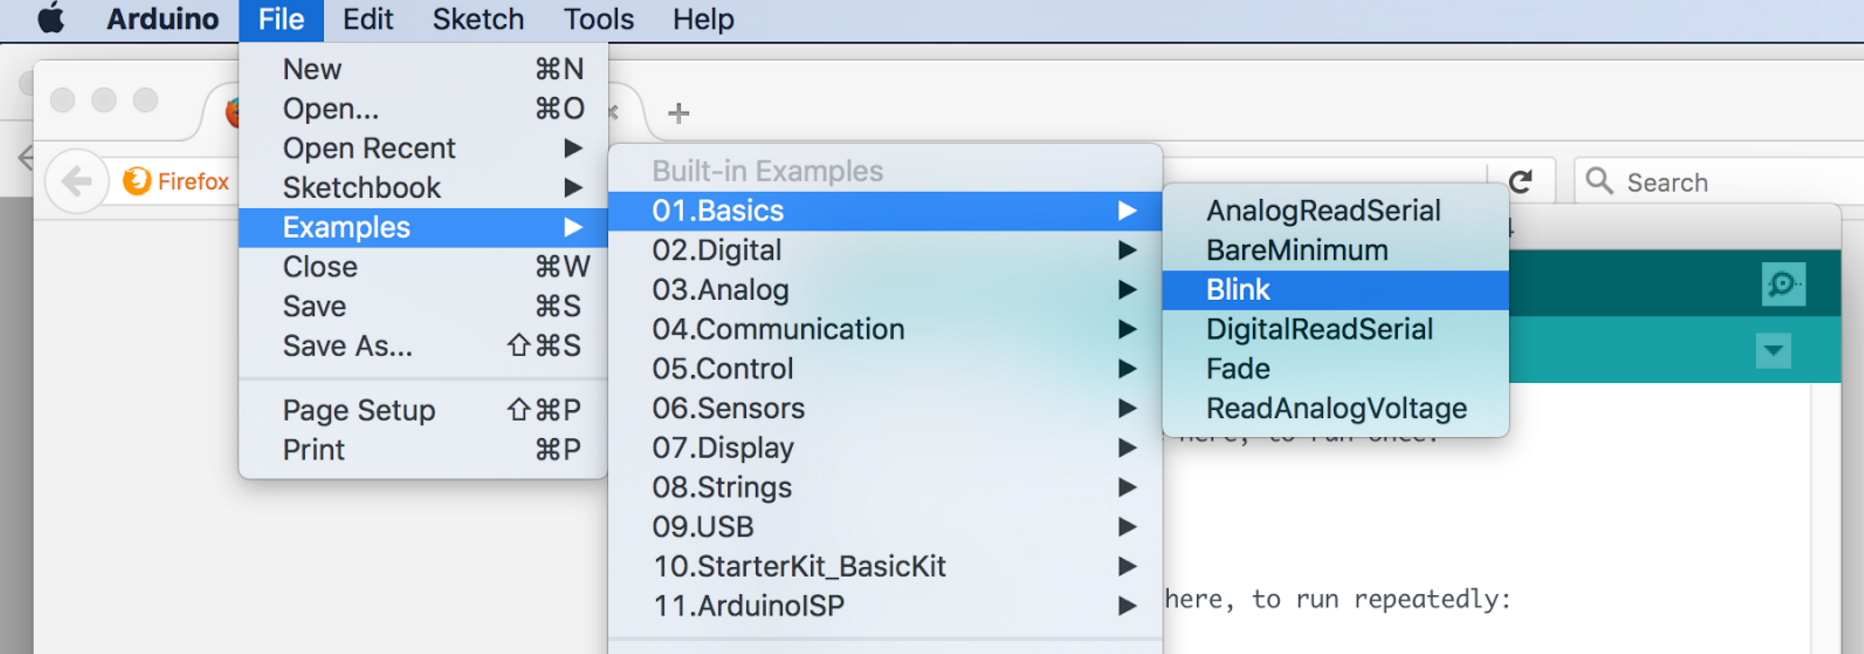 Arduino File Edit Sketch Tools Help
New ⌘N
Open... ⌘O
Open Recent ▶
Sketchbook ▶
Examples ▶
Close ⌘W
Save ⌘S
Save As... ⇧⌘S
Page Setup ⇧⌘P
Print ⌘P
Firefox
Search
Built-in Examples
01.Basics ▶
02.Digital ▶
03.Analog ▶
04.Communication ▶
05.Control ▶
06.Sensors ▶
07.Display ▶
08.Strings ▶
09.USB ▶
10.StarterKit_BasicKit ▶
11.ArduinoISP ▶
AnalogReadSerial
BareMinimum
Blink
DigitalReadSerial
Fade
ReadAnalogVoltage
here, to run once:
here, to run repeatedly: